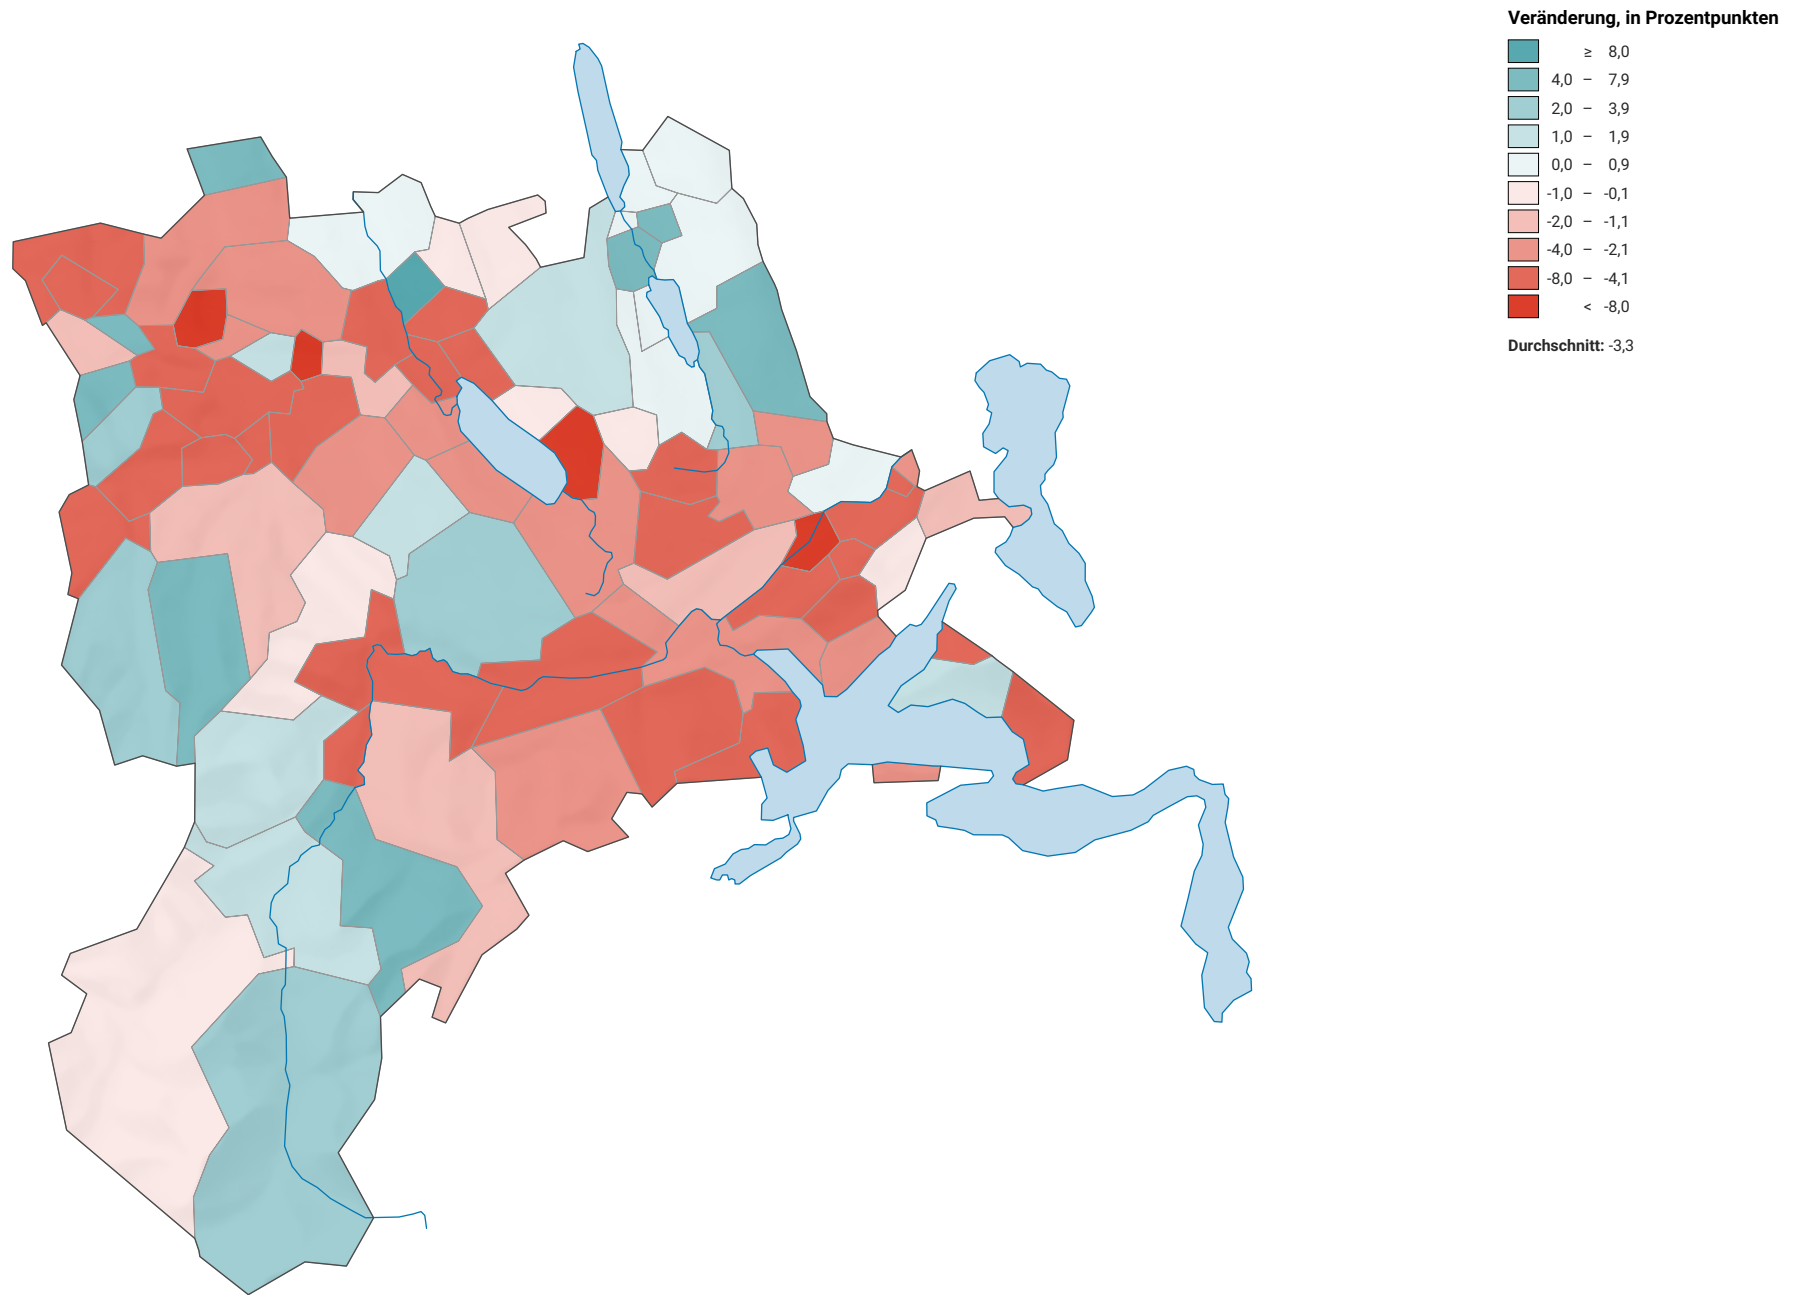 Veränderung, in Prozentpunkten
≥ 8,0
4,0 – 7,9
2,0 – 3,9
1,0 – 1,9
0,0 – 0,9
-1,0 – -0,1
-2,0 – -1,1
-4,0 – -2,1
-8,0 – -4,1
< -8,0
Durchschnitt: -3,3